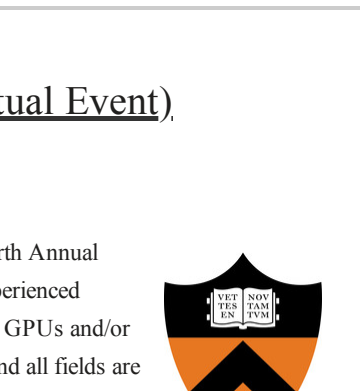 tual Event)
rth Annual
perienced
GPUs and/or
nd all fields are
VET NOV
TES TAM
EN TVM